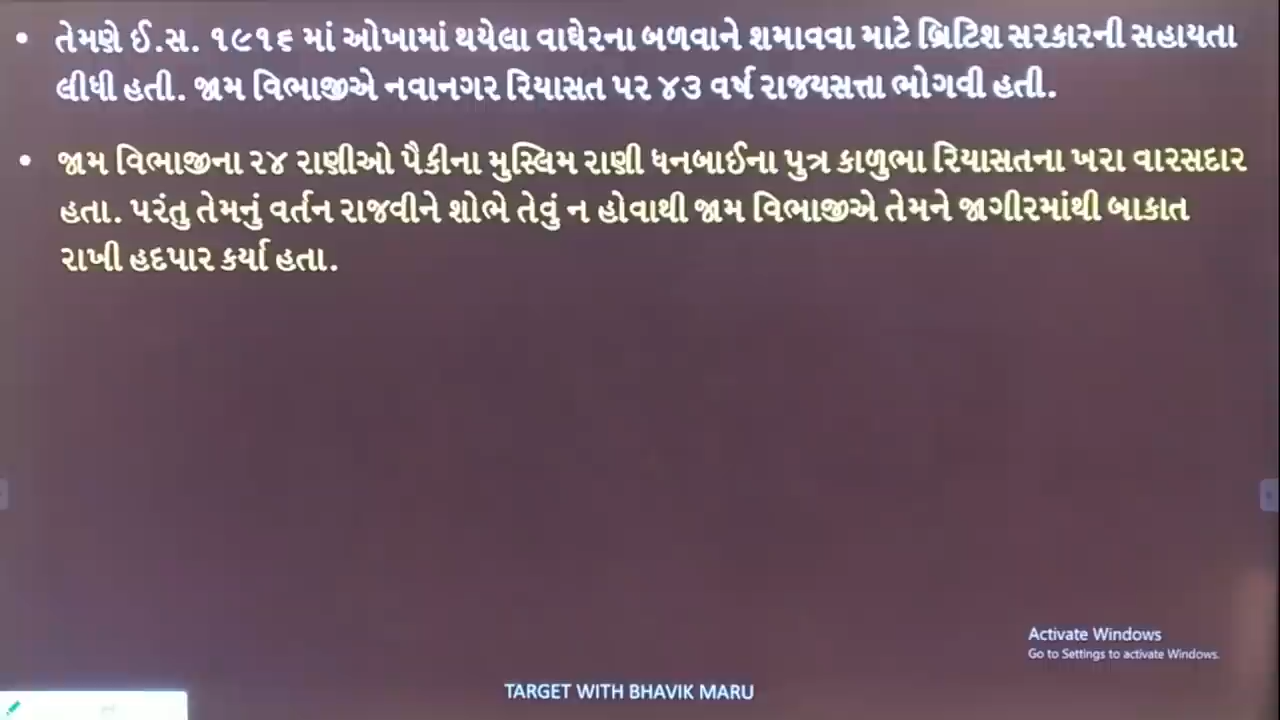 • તેમણે ઈ.સ. ૧૯૧૬ માં ઓખામાં થયેલા વાઘેરના બળવાને શમાવવા માટે બ્રિટિશ સરકારની સહાયતા
લીધી હતી. જામ વિભાજીએ નવાનગર રિયાસત પર ૪૩ વર્ષ રાજયસત્તા ભોગવી હતી.
• જામ વિભાજીના ૨૪ રાણીઓ પૈકીના મુસ્લિમ રાણી ધનબાઈના પુત્ર કાળુભા રિયાસતના ખરા વારસદાર
હતા. પરંતુ તેમનું વર્તન રાજવીને શોભે તેવું ન હોવાથી જામ વિભાજીએ તેમને જાગીરમાંથી બાકાત
રાખી હદપાર કર્યા હતા.
Activate Windows
Go to Settings to activate Windows.
TARGET WITH BHAVIK MARU